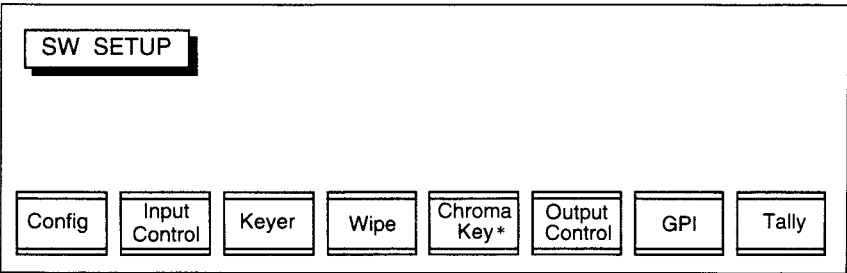 SW SETUP
Config
Input
Control
Keyer
Wipe
Chroma
Key*
Output
Control
GPI
Tally